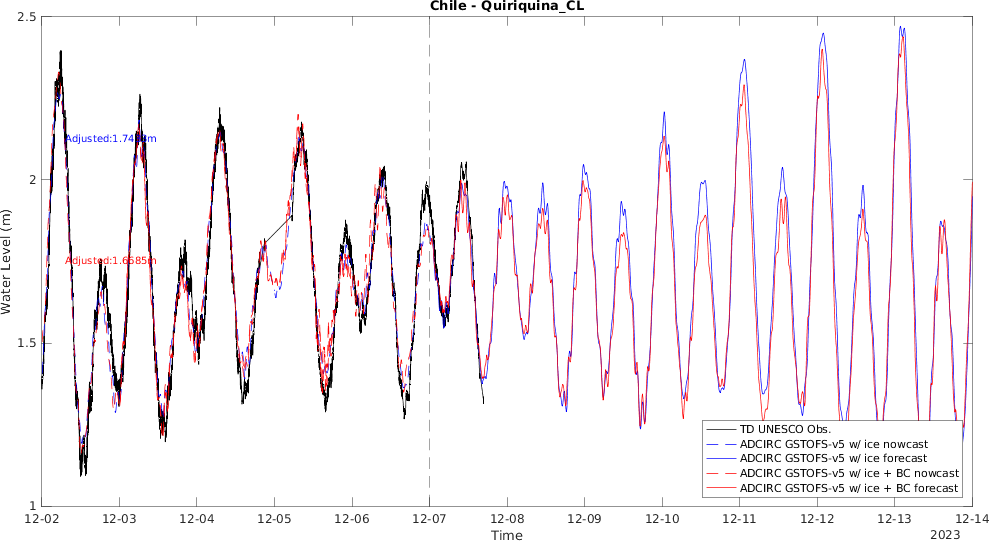 Chile - Quiriquina_CL
2.5
2
1.5
1
Water Level (m)
Adjusted:1.6585m
TD UNESCO Obs.
ADCIRC GSTOFS-v5 w/ ice nowcast
ADCIRC GSTOFS-v5 w/ ice forecast
ADCIRC GSTOFS-v5 w/ ice + BC nowcast
ADCIRC GSTOFS-v5 w/ ice + BC forecast
12-02 12-03 12-04 12-05 12-06 12-07 12-08 12-09 12-10 12-11 12-12 12-13 12-14
Time
2023